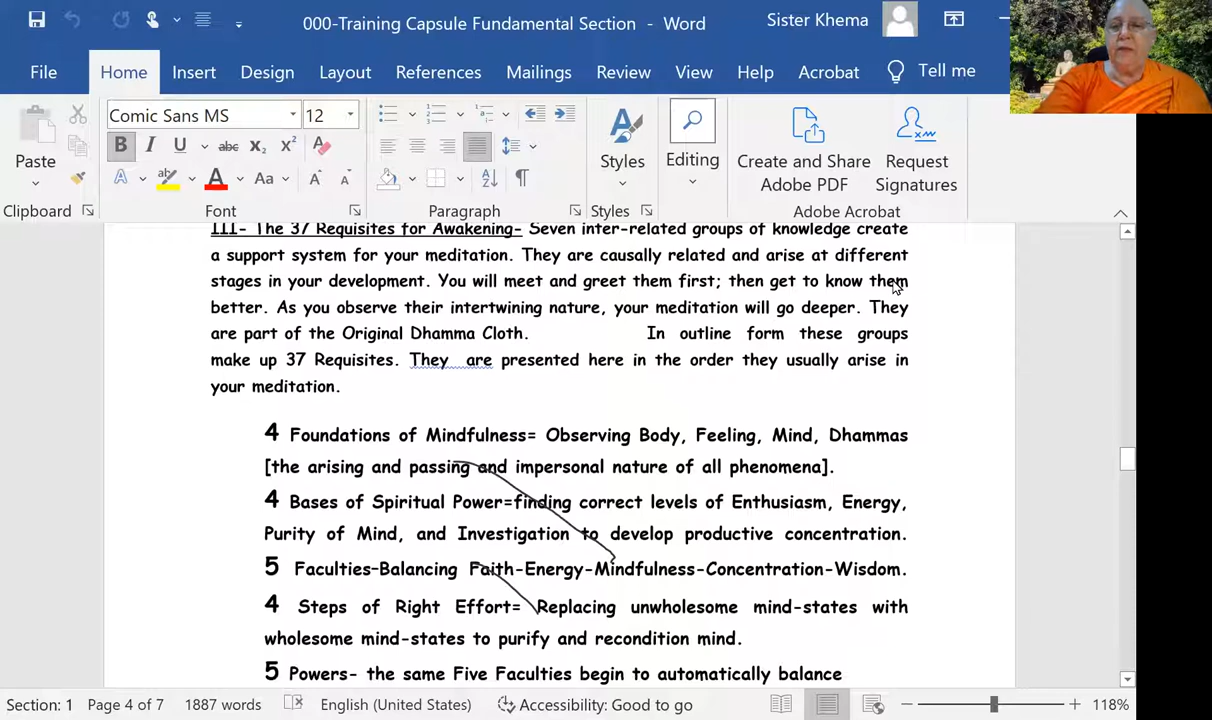 000-Training Capsule Fundamental Section - Word
Sister Khema
File Home Insert Design Layout References Mailings Review View Help Acrobat Tell me
Comic Sans MS 12
Paste
B I U abc x₂ x²
A A Aa A A
Styles
Editing
Create and Share
Adobe PDF
Request
Signatures
Clipboard Font Paragraph Styles Adobe Acrobat
III- The 37 Requisites for Awakening- Seven inter-related groups of knowledge create
a support system for your meditation. They are causally related and arise at different
stages in your development. You will meet and greet them first; then get to know them
better. As you observe their intertwining nature, your meditation will go deeper. They
are part of the Original Dhamma Cloth. In outline form these groups
make up 37 Requisites. They are presented here in the order they usually arise in
your meditation.
4 Foundations of Mindfulness= Observing Body, Feeling, Mind, Dhammas
[the arising and passing and impersonal nature of all phenomena].
4 Bases of Spiritual Power=finding correct levels of Enthusiasm, Energy,
Purity of Mind, and Investigation to develop productive concentration.
5 Faculties-Balancing Faith-Energy-Mindfulness-Concentration-Wisdom.
4 Steps of Right Effort= Replacing unwholesome mind-states with
wholesome mind-states to purify and recondition mind.
5 Powers- the same Five Faculties begin to automatically balance
Section: 1 Page 4 of 7 1887 words English (United States) Accessibility: Good to go 118%